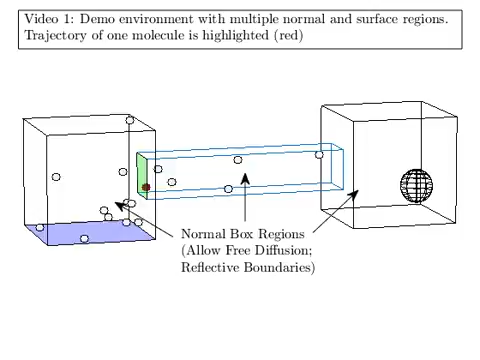 Video 1: Demo environment with multiple normal and surface regions.
Trajectory of one molecule is highlighted (red)
Normal Box Regions
(Allow Free Diffusion;
Reflective Boundaries)